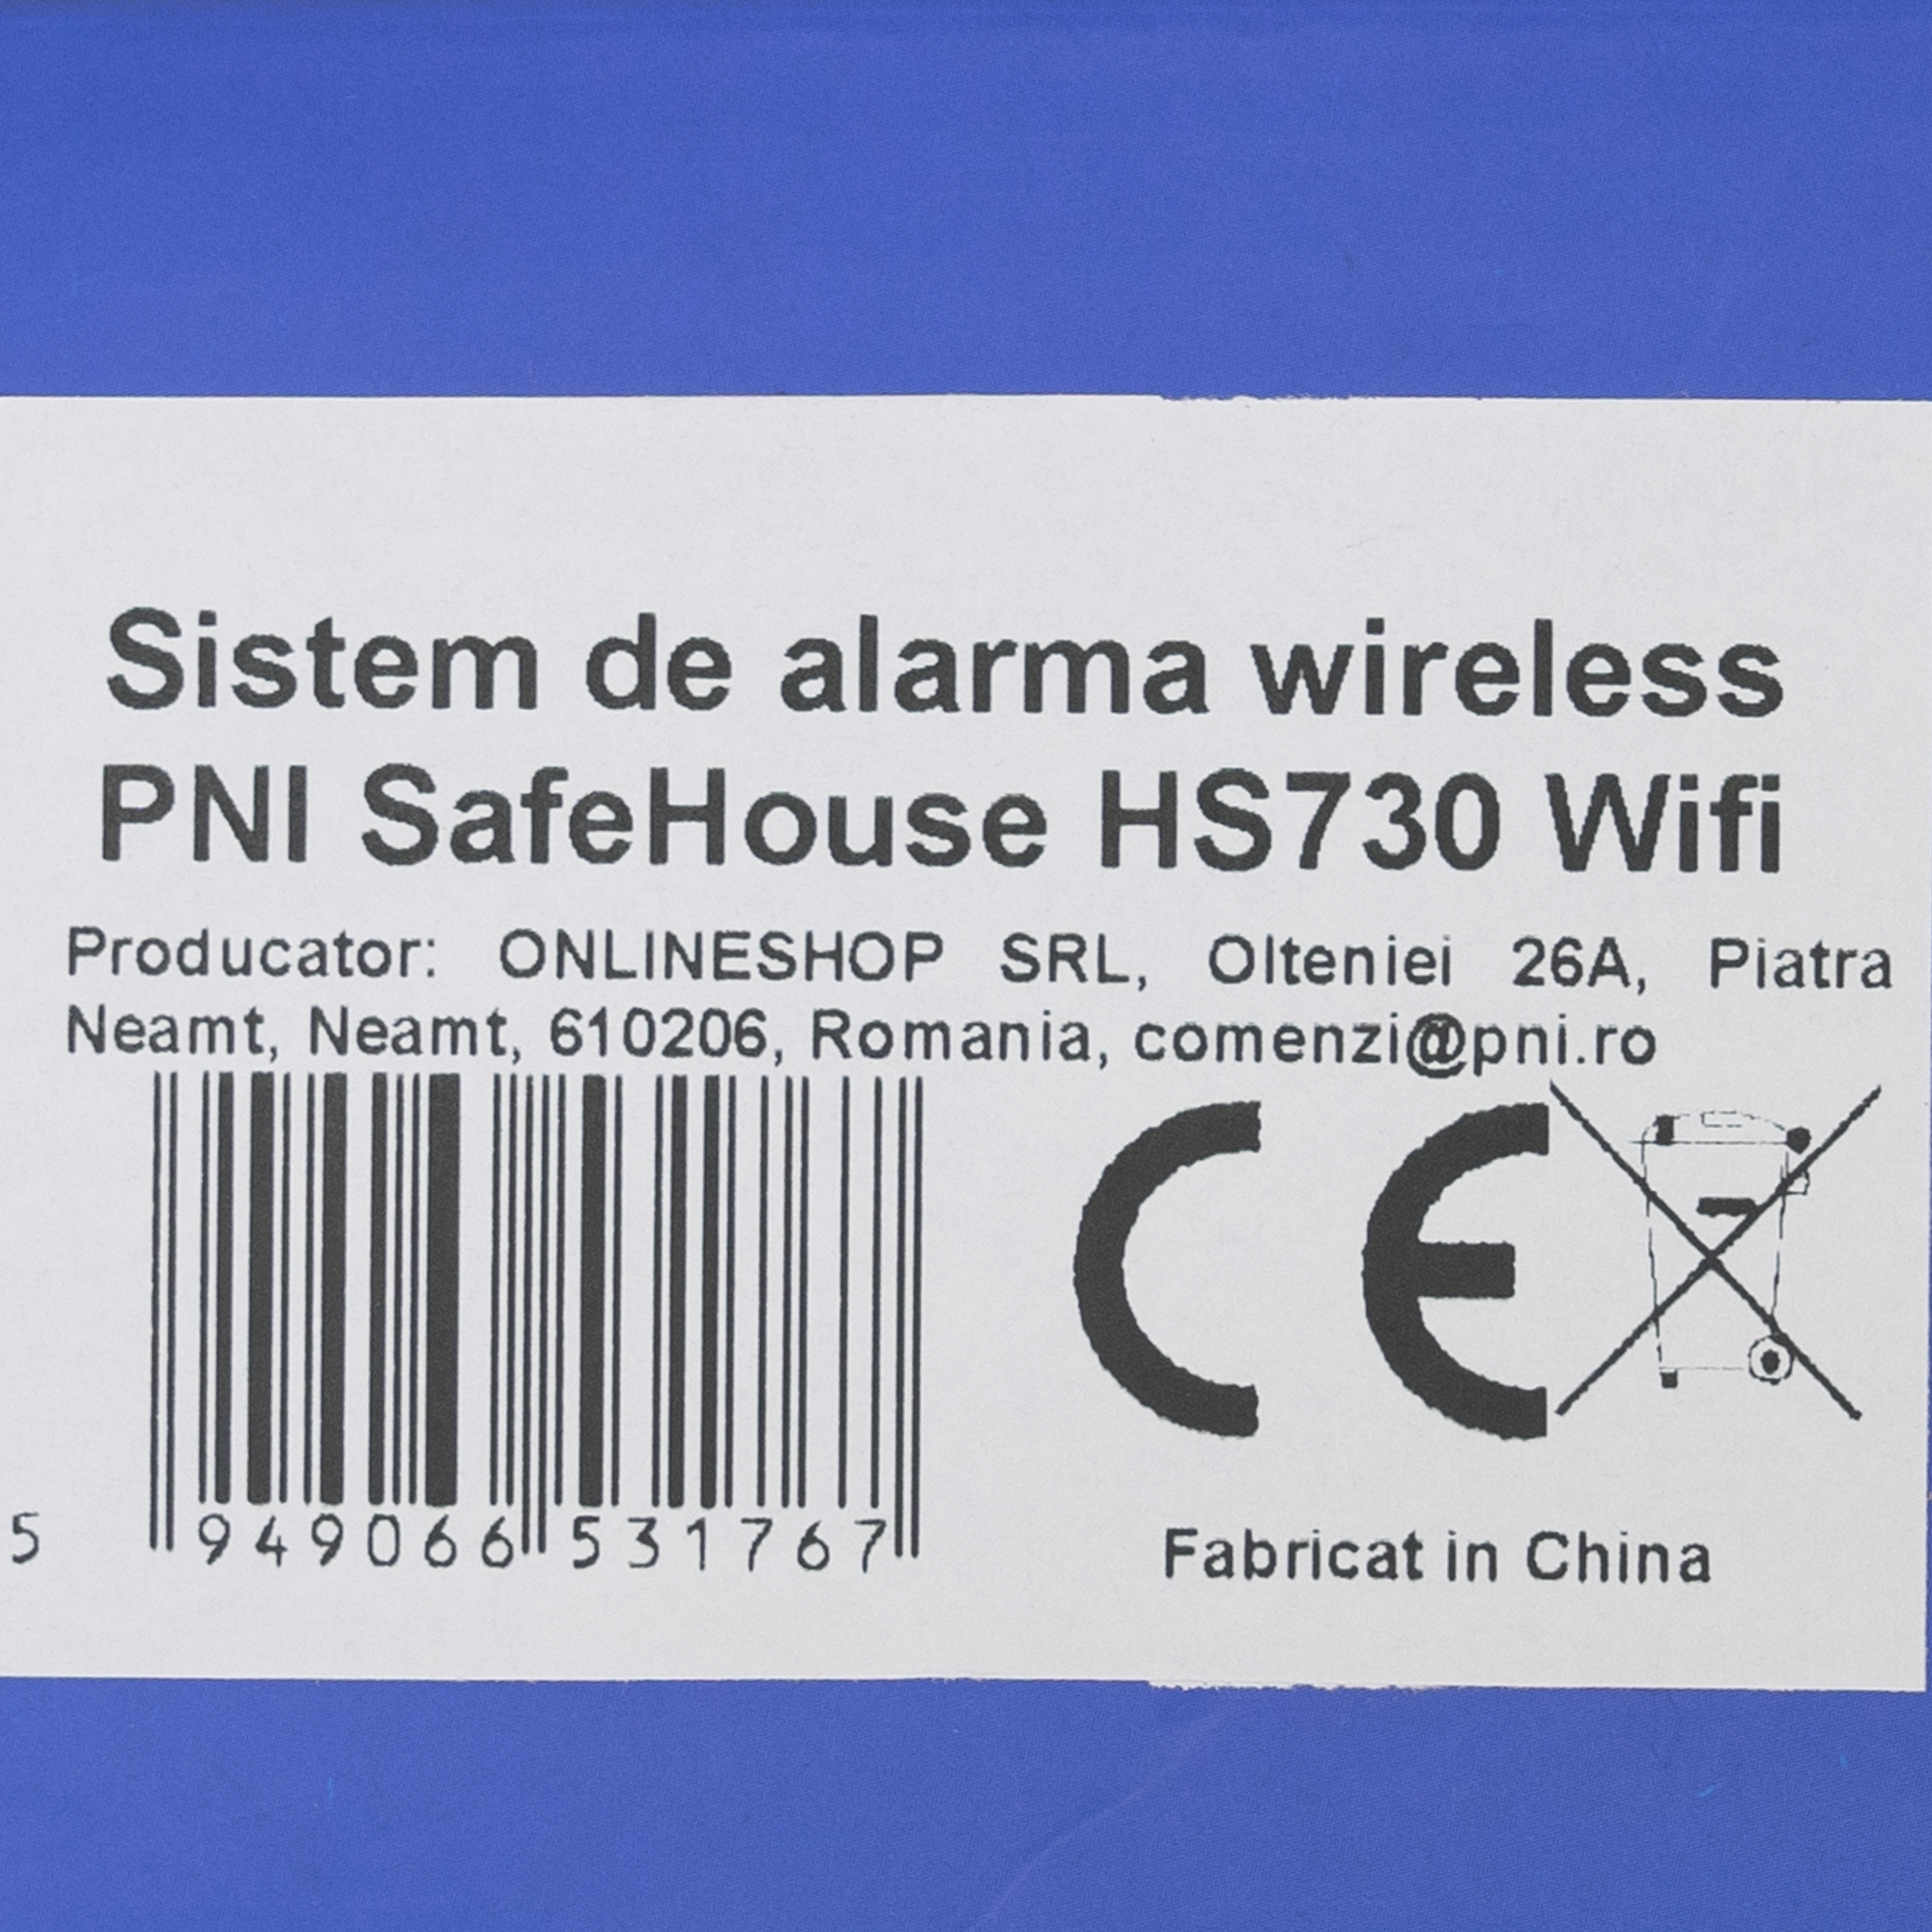 Sistem de alarma wireless
PNI SafeHouse HS730 Wifi
Producator: ONLINESHOP SRL, Olteniei 26A, Piatra
Neamt, Neamt, 610206, Romania, comenzi@pni.ro
CE
5 949066 531767
Fabricat in China